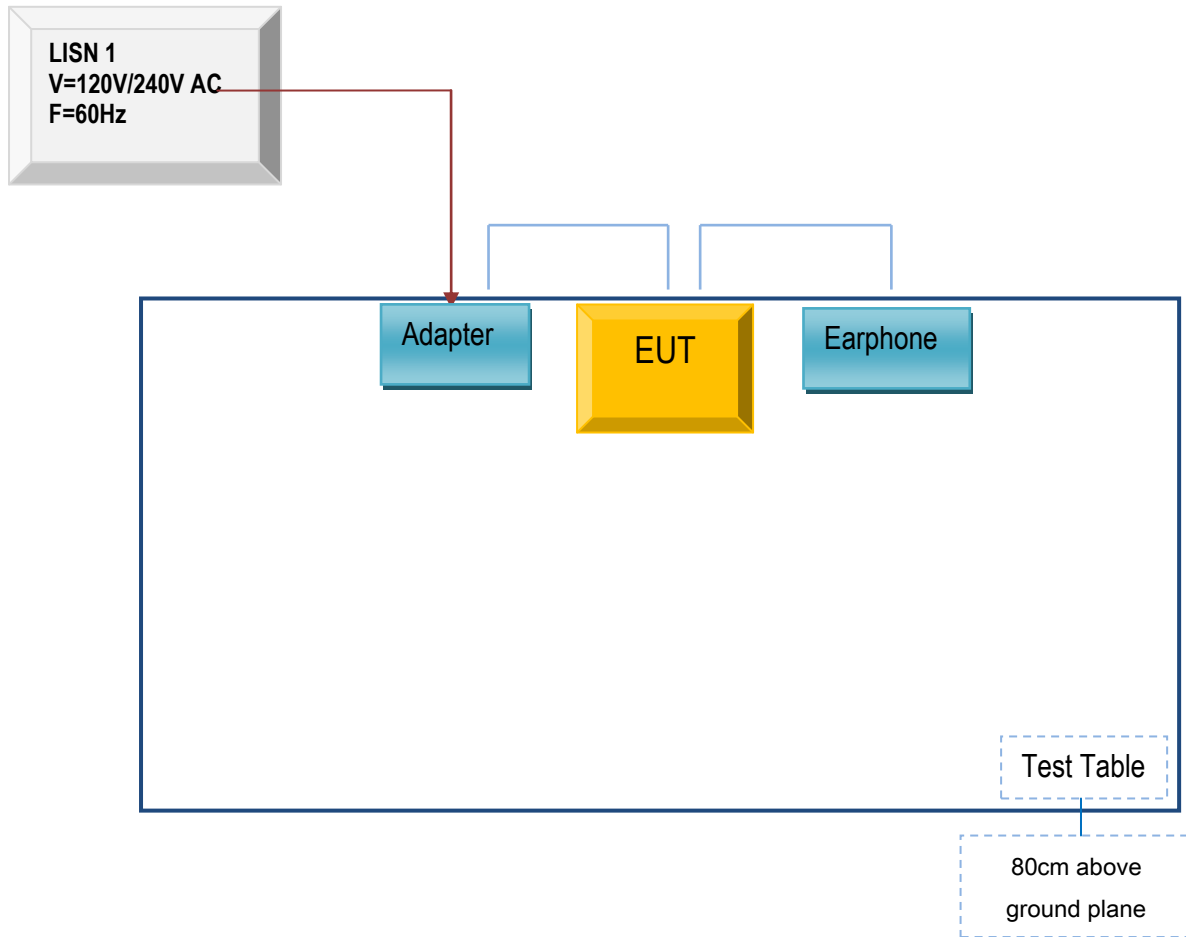 LISN 1
V=120V/240V AC
F=60Hz
Adapter
EUT
Earphone
Test Table
80cm above
ground plane